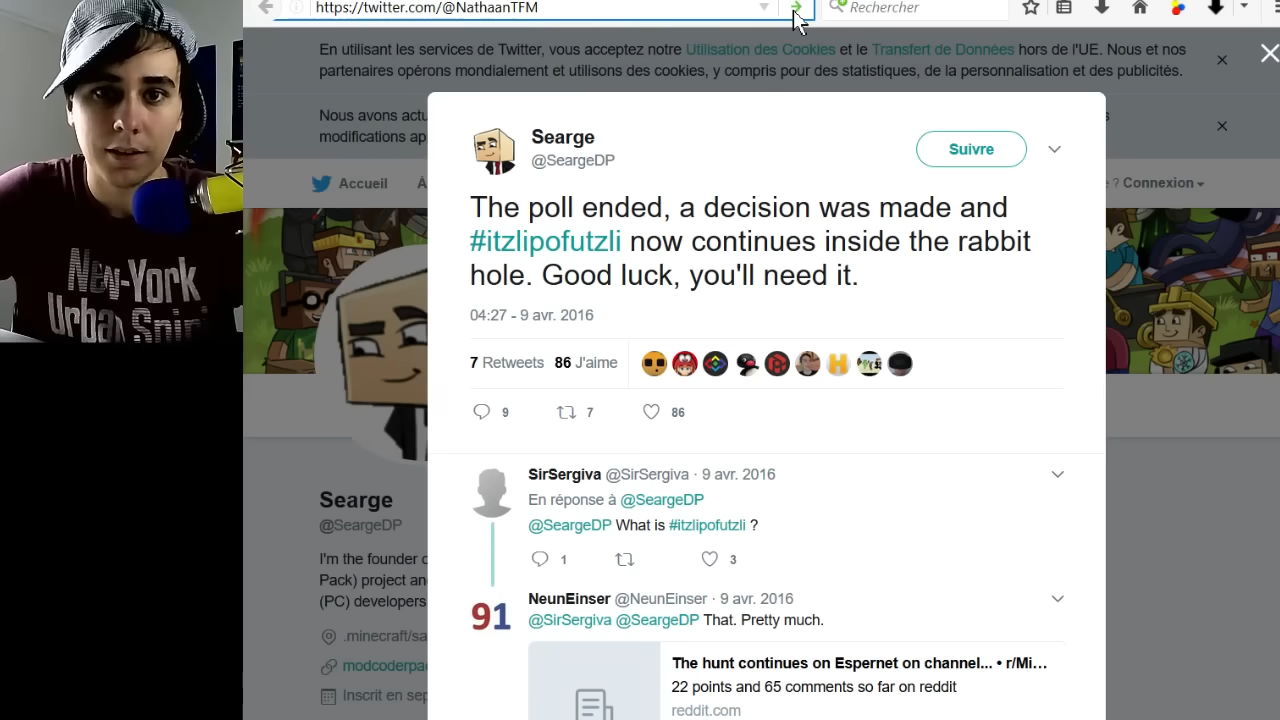 https://twitter.com/@NathaanTFM
Rechercher
En utilisant les services de Twitter, vous acceptez notre Utilisation des Cookies et le Transfert de Données hors de l'UE. Nous et nos
partenaires opérons mondialement et utilisons des cookies, y compris pour des statistiques, de la personnalisation et des publicités.
Nous avons actu
modifications ap
Accueil
À
? Connexion
Searge
@SeargeDP
Suivre
The poll ended, a decision was made and
#itzlipofutzli now continues inside the rabbit
hole. Good luck, you'll need it.
04:27 - 9 avr. 2016
7 Retweets 86 J'aime
9 7 86
SirSergiva @SirSergiva · 9 avr. 2016
En réponse à @SeargeDP
@SeargeDP What is #itzlipofutzli ?
1 3
NeunEinser @NeunEinser · 9 avr. 2016
91
@SirSergiva @SeargeDP That. Pretty much.
The hunt continues on Espernet on channel... • r/Mi...
22 points and 65 comments so far on reddit
reddit.com
Searge
@SeargeDP
I'm the founder
Pack) project an
(PC) developers
.minecraft/sa
modcoderpa
Inscrit en sep
New-York
Urban Spiri